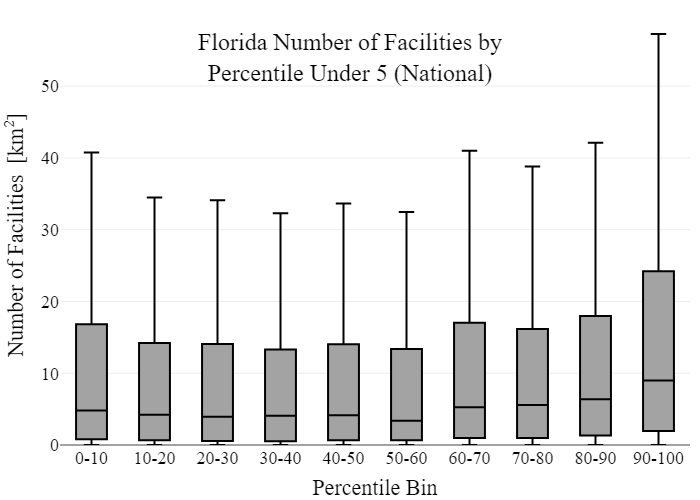 Florida Number of Facilities by
Percentile Under 5 (National)
Number of Facilities [km²]
50
40
30
20
10
0
0-10 10-20 20-30 30-40 40-50 50-60 60-70 70-80 80-90 90-100
Percentile Bin